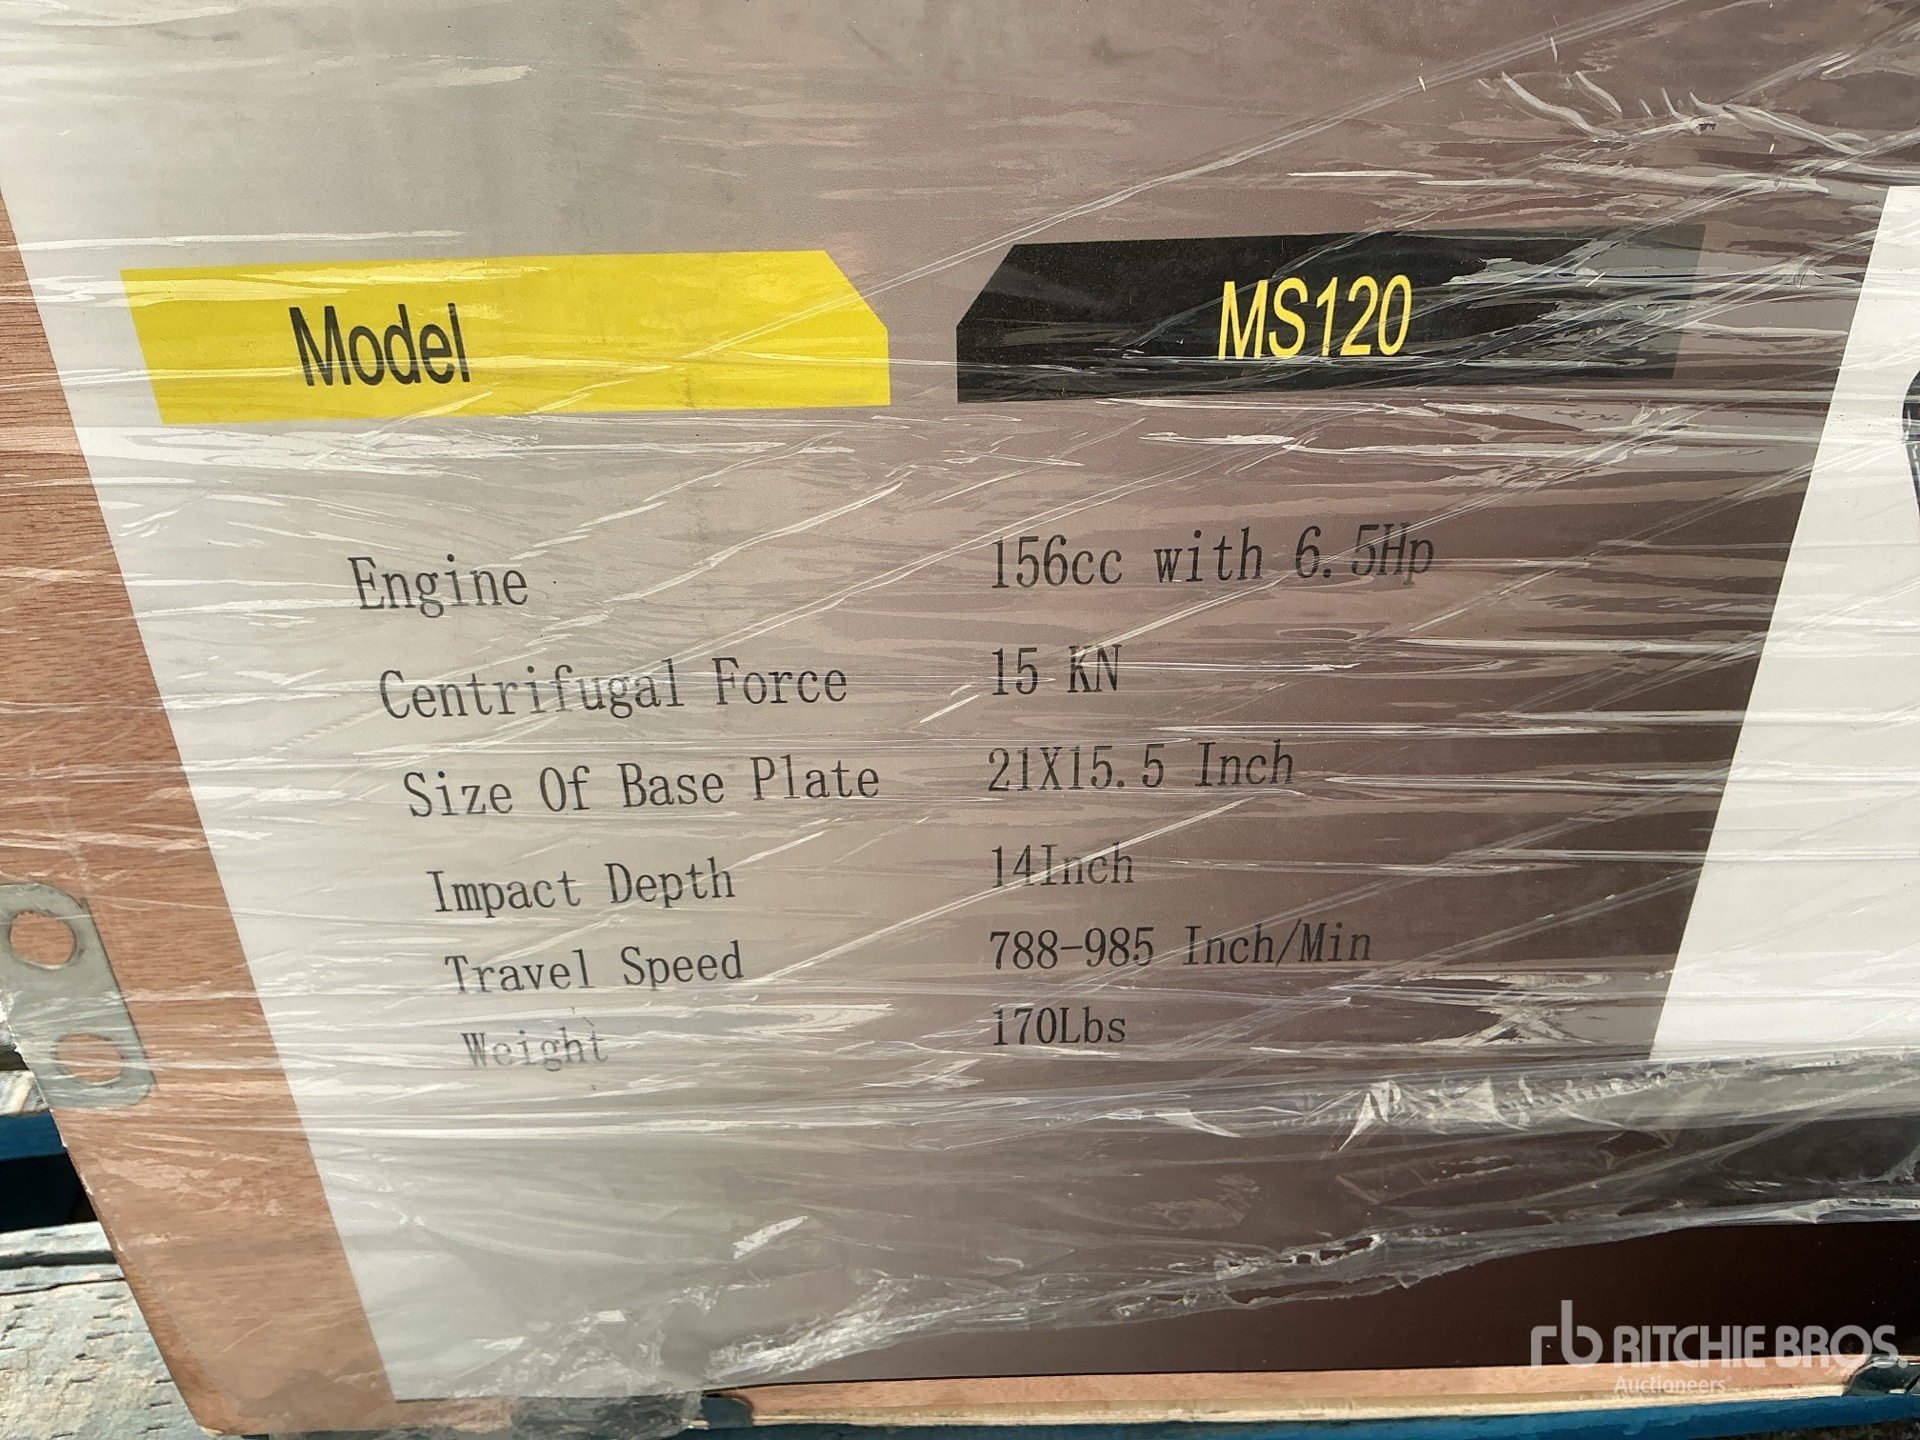 Model MS120
Engine 156cc with 6.5Hp
Centrifugal Force 15 KN
Size Of Base Plate 21X15.5 Inch
Impact Depth 14Inch
Travel Speed 788-985 Inch/Min
Weight 170Lbs
rb RITCHIE BROS.
Auctioneers